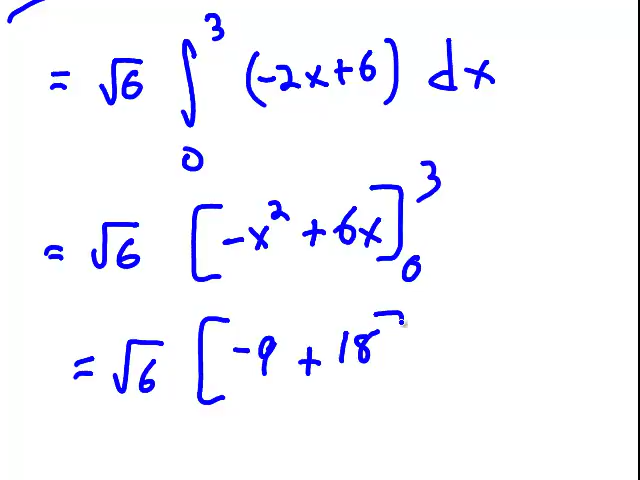 = √6 ∫₀³ (-2x+6) dx
= √6 [-x² + 6x]₀³
= √6 [-9 + 18